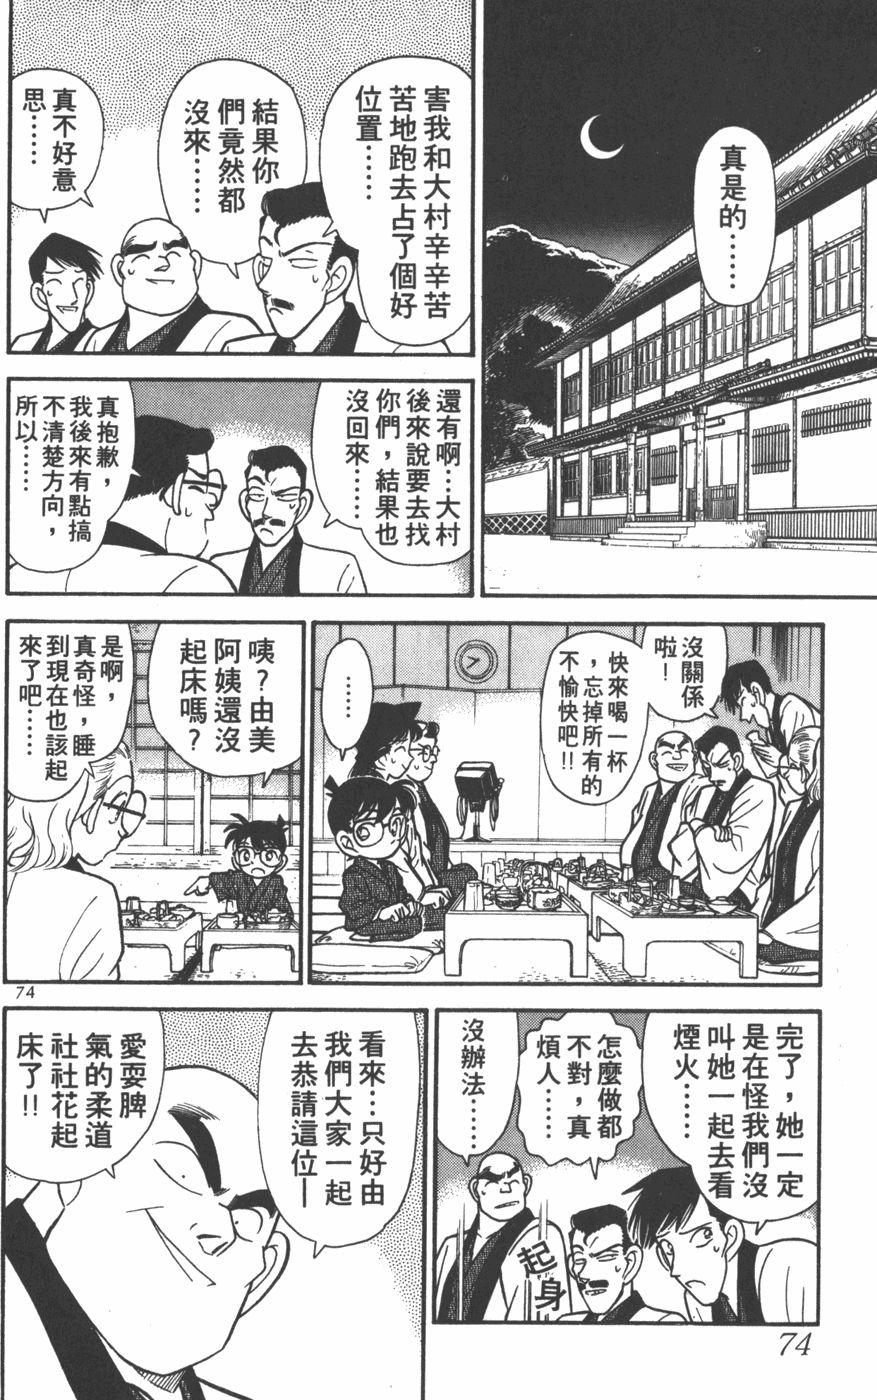 真是的……
害我和大村辛辛苦
苦地跑去占了個好
位置……
結果你
們竟然都
沒來……
真不好意
思……
還有啊…大村
後來說要去找
你們，結果也
沒回來……
真抱歉，
我後來有點搞
不清楚方向，
所以……
沒關係
啦！
快來喝一杯
，忘掉所有的
不愉快吧！！
……
咦？由美
阿姨還沒
起床嗎？
是啊，
真奇怪，睡
到現在也該起
來了吧……
74
完了，她一定
是在怪我們沒
叫她一起去看
煙火……
怎麼做都
不對，真
煩人……
沒辦法……
起身
看來…只好由
我們大家一起
去恭請這位—
愛耍脾
氣的柔道
社社花起
床了！！
74